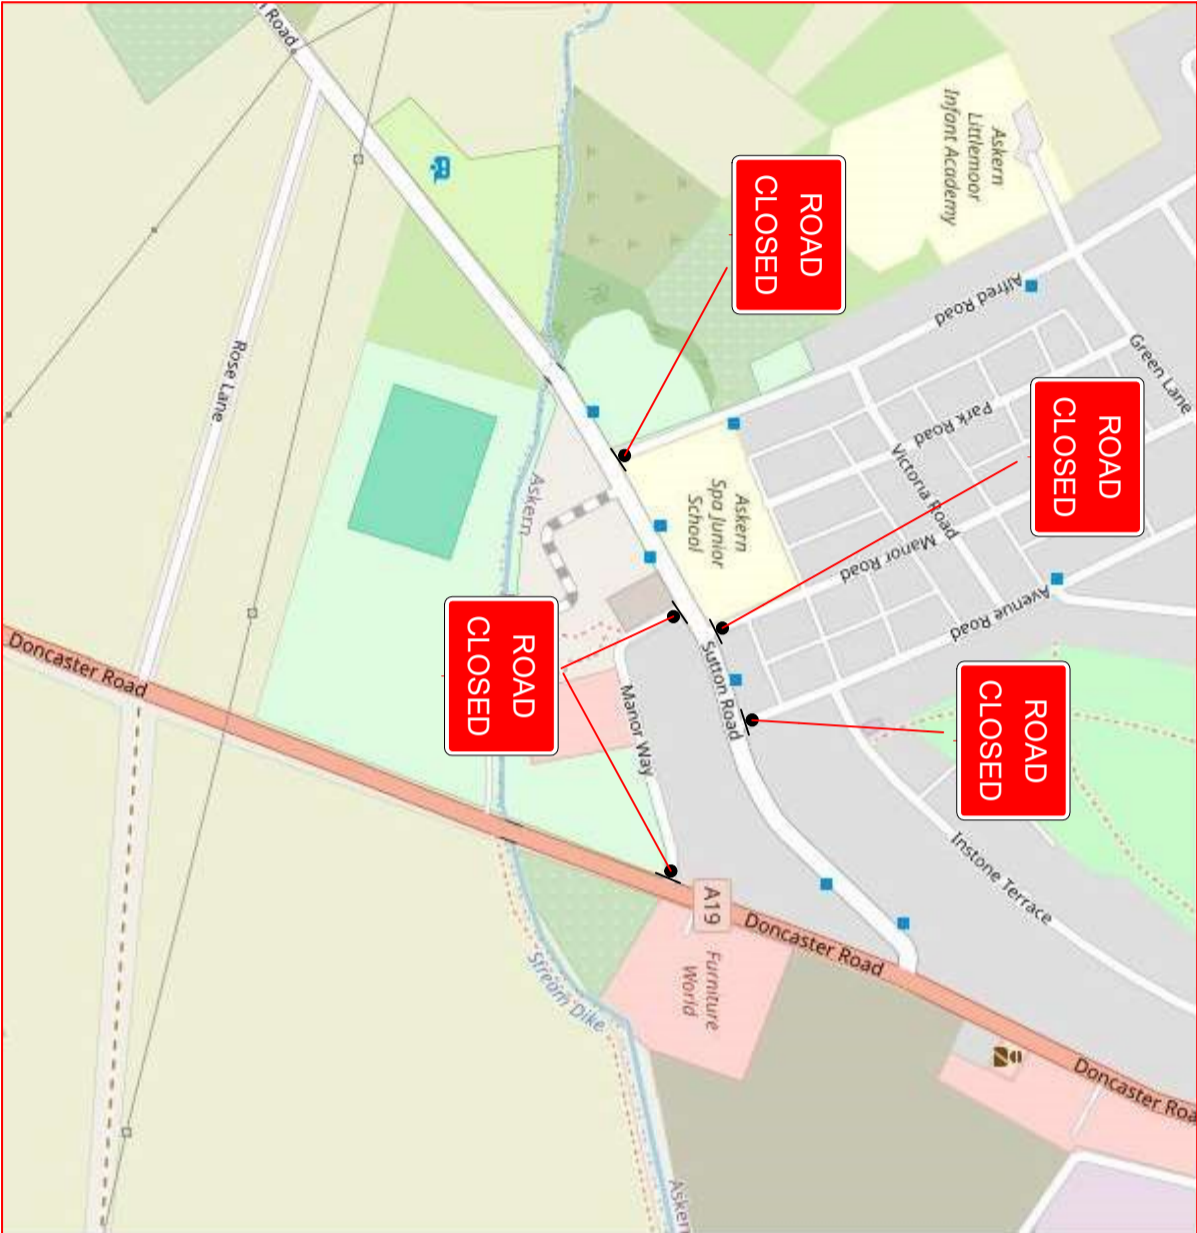 Road
Askern
Littlemoor
Infant Academy
ROAD
CLOSED
Alfred Road
Green Lane
ROAD
CLOSED
Park Road
Victoria Road
Rose Lane
Askern
Askern
Spa Junior
School
Manor Road
Avenue Road
ROAD
CLOSED
Sutton Road
Manor Way
ROAD
CLOSED
Doncaster Road
Instone Terrace
A19
Doncaster Road
Furniture
World
Stream Dike
Doncaster Roa
Asker